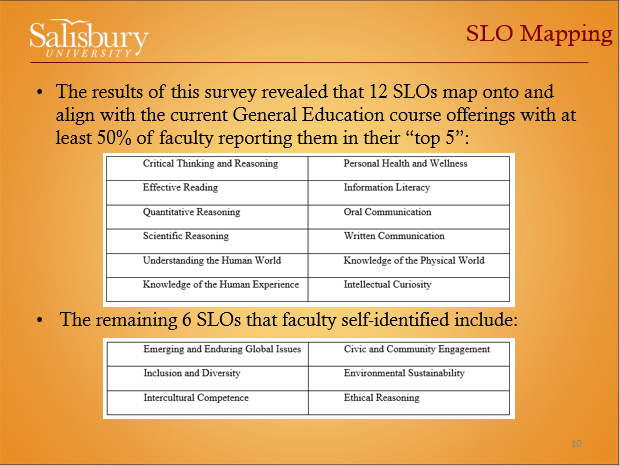 Salisbury
UNIVERSITY
SLO Mapping
• The results of this survey revealed that 12 SLOs map onto and
align with the current General Education course offerings with at
least 50% of faculty reporting them in their “top 5”:
Critical Thinking and Reasoning Personal Health and Wellness
Effective Reading Information Literacy
Quantitative Reasoning Oral Communication
Scientific Reasoning Written Communication
Understanding the Human World Knowledge of the Physical World
Knowledge of the Human Experience Intellectual Curiosity
• The remaining 6 SLOs that faculty self-identified include:
Emerging and Enduring Global Issues Civic and Community Engagement
Inclusion and Diversity Environmental Sustainability
Intercultural Competence Ethical Reasoning
10